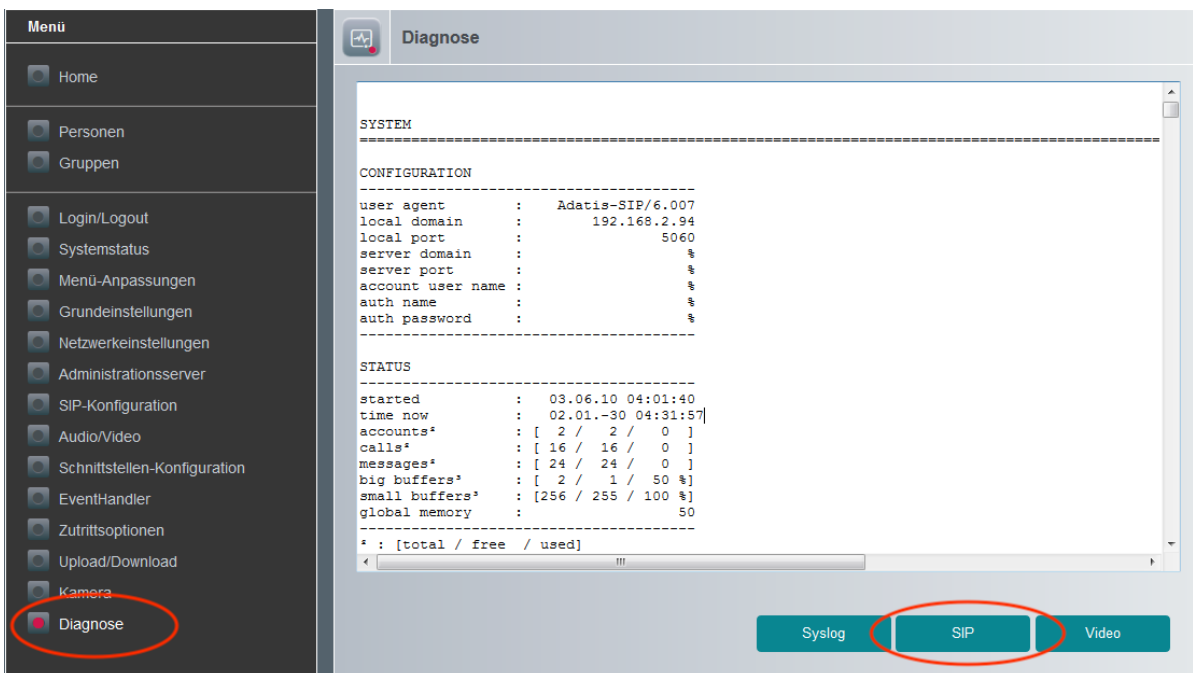 Menü
Home
Personen
Gruppen
Login/Logout
Systemstatus
Menü-Anpassungen
Grundeinstellungen
Netzwerkeinstellungen
Administrationsserver
SIP-Konfiguration
Audio/Video
Schnittstellen-Konfiguration
EventHandler
Zutrittsoptionen
Upload/Download
Kamera
Diagnose
Diagnose
SYSTEM
================================================================================
CONFIGURATION
---------------------------------------
user agent : Adatis-SIP/6.007
local domain : 192.168.2.94
local port : 5060
server domain : %
server port : %
account user name : %
auth name : %
auth password : %
---------------------------------------
STATUS
---------------------------------------
started : 03.06.10 04:01:40
time now : 02.01.-30 04:31:57
accounts² : [ 2 / 2 / 0 ]
calls² : [ 16 / 16 / 0 ]
messages² : [ 24 / 24 / 0 ]
big buffers³ : [ 2 / 1 / 50 %]
small buffers³ : [256 / 255 / 100 %]
global memory : 50
---------------------------------------
² : [total / free / used]
Syslog SIP Video